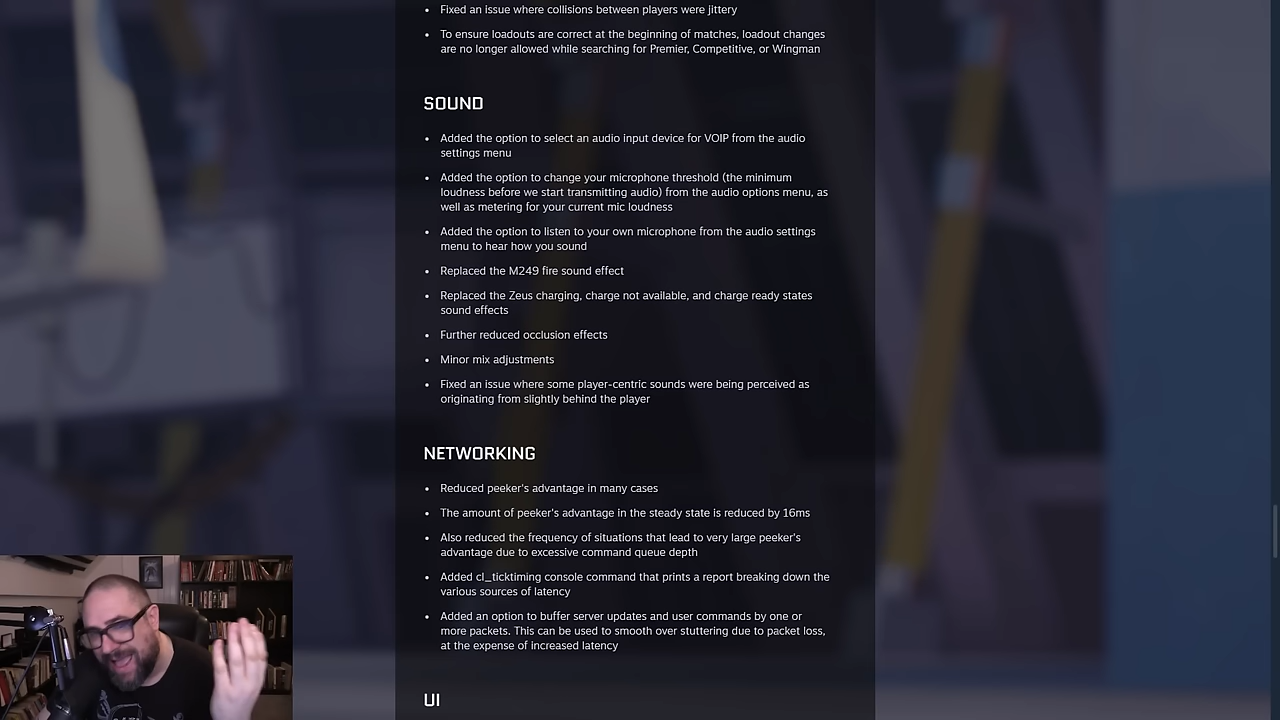 • Fixed an issue where collisions between players were jittery
• To ensure loadouts are correct at the beginning of matches, loadout changes
are no longer allowed while searching for Premier, Competitive, or Wingman
SOUND
• Added the option to select an audio input device for VOIP from the audio
settings menu
• Added the option to change your microphone threshold (the minimum
loudness before we start transmitting audio) from the audio options menu, as
well as metering for your current mic loudness
• Added the option to listen to your own microphone from the audio settings
menu to hear how you sound
• Replaced the M249 fire sound effect
• Replaced the Zeus charging, charge not available, and charge ready states
sound effects
• Further reduced occlusion effects
• Minor mix adjustments
• Fixed an issue where some player-centric sounds were being perceived as
originating from slightly behind the player
NETWORKING
• Reduced peeker's advantage in many cases
• The amount of peeker's advantage in the steady state is reduced by 16ms
• Also reduced the frequency of situations that lead to very large peeker's
advantage due to excessive command queue depth
• Added cl_ticktiming console command that prints a report breaking down the
various sources of latency
• Added an option to buffer server updates and user commands by one or
more packets. This can be used to smooth over stuttering due to packet loss,
at the expense of increased latency
UI